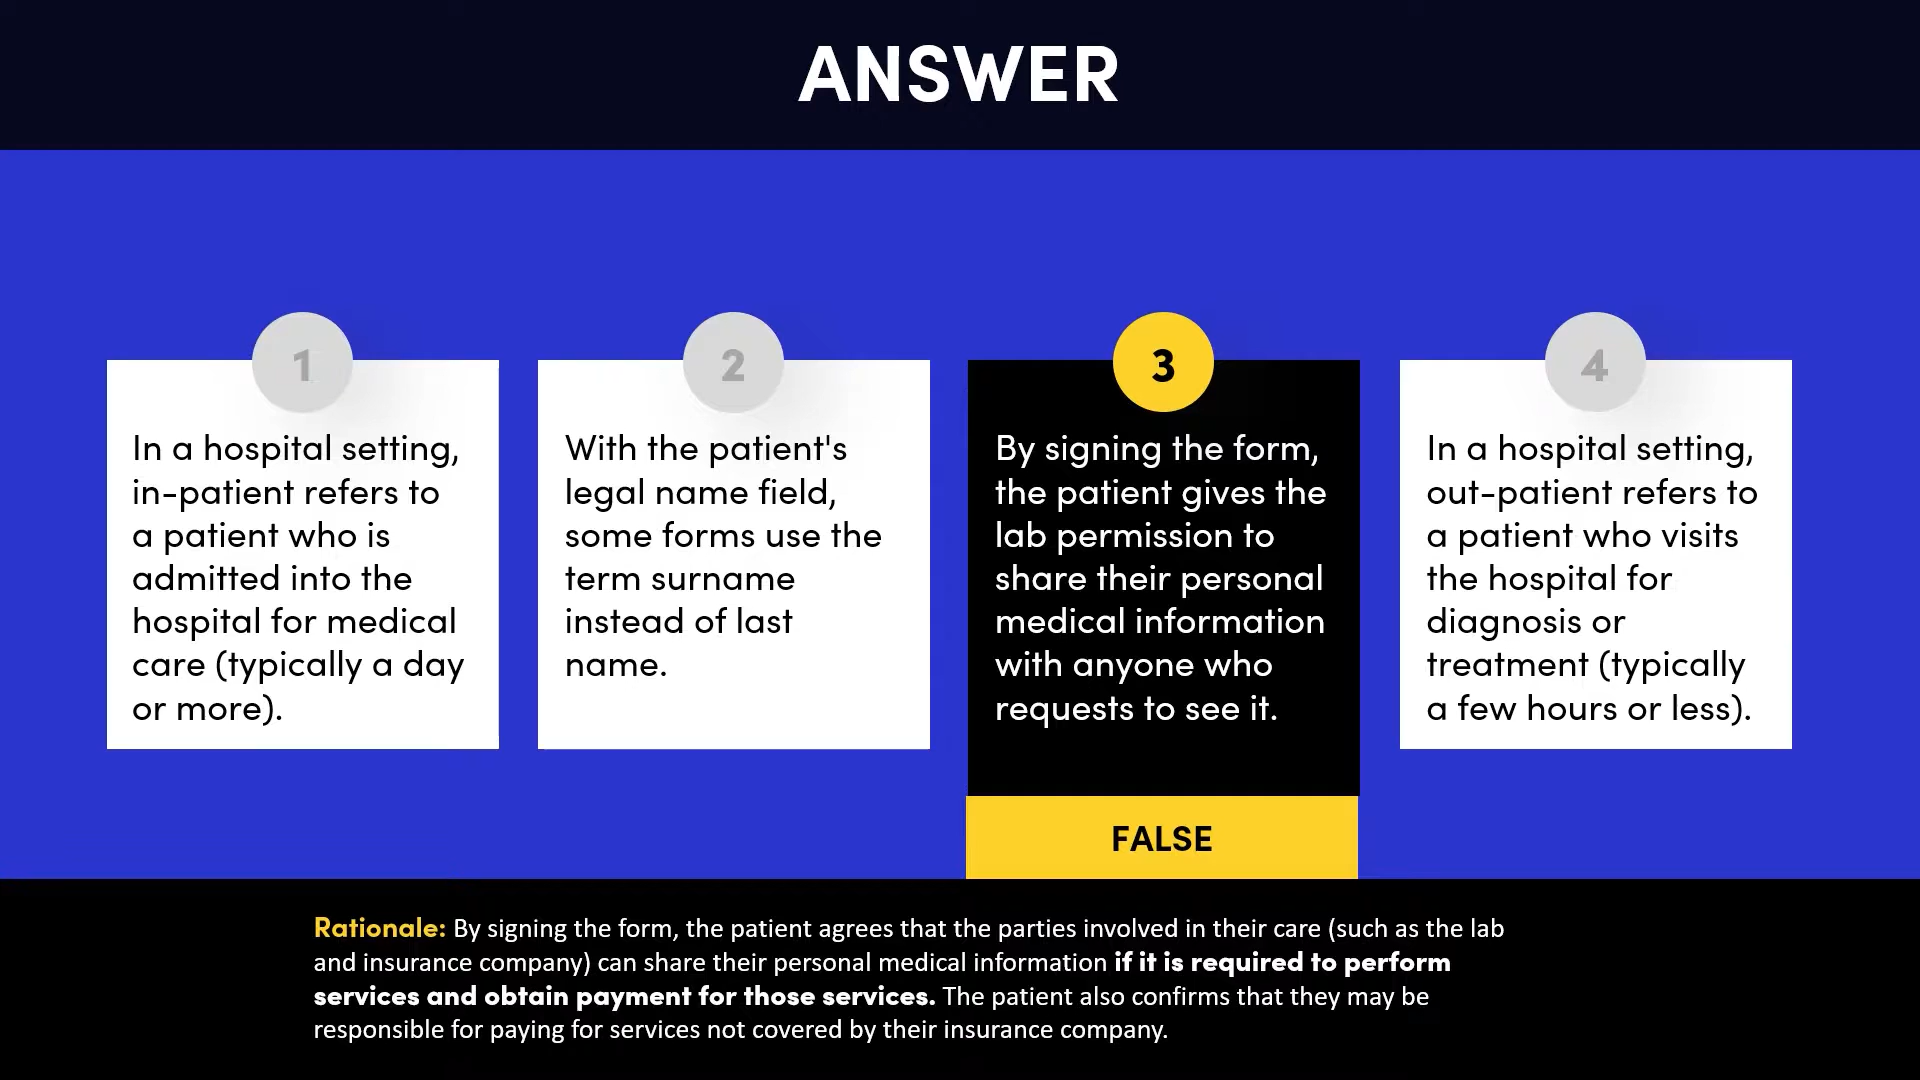 ANSWER
1
In a hospital setting,
in-patient refers to
a patient who is
admitted into the
hospital for medical
care (typically a day
or more).
2
With the patient's
legal name field,
some forms use the
term surname
instead of last
name.
3
By signing the form,
the patient gives the
lab permission to
share their personal
medical information
with anyone who
requests to see it.
FALSE
4
In a hospital setting,
out-patient refers to
a patient who visits
the hospital for
diagnosis or
treatment (typically
a few hours or less).
Rationale: By signing the form, the patient agrees that the parties involved in their care (such as the lab
and insurance company) can share their personal medical information if it is required to perform
services and obtain payment for those services. The patient also confirms that they may be
responsible for paying for services not covered by their insurance company.